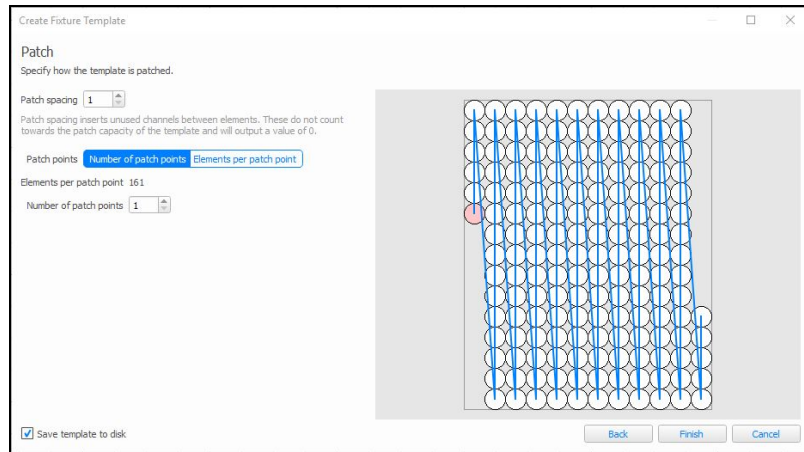 Create Fixture Template
Patch
Specify how the template is patched.
Patch spacing 1
Patch spacing inserts unused channels between elements. These do not count
towards the patch capacity of the template and will output a value of 0.
Patch points Number of patch points Elements per patch point
Elements per patch point 161
Number of patch points 1
Save template to disk
Back Finish Cancel